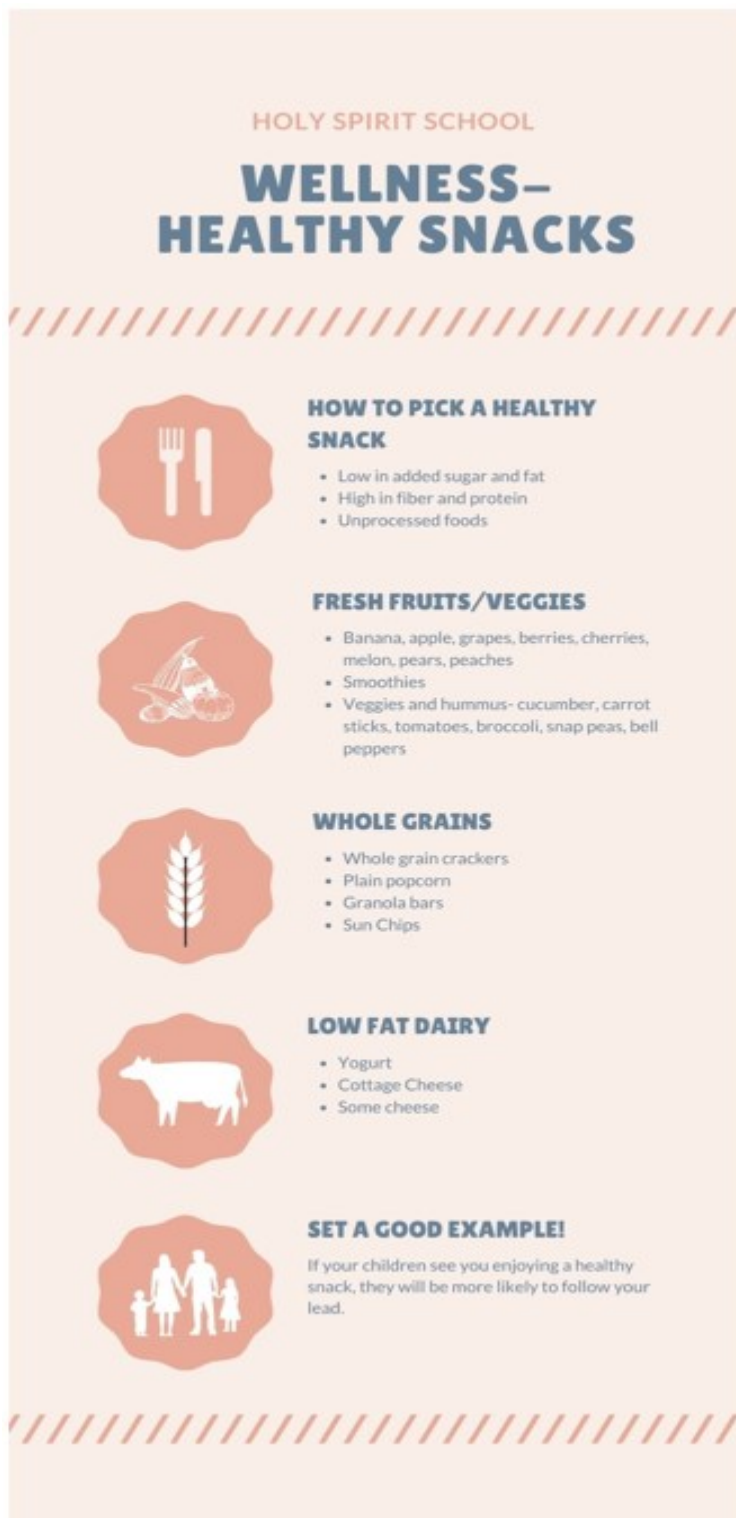 HOLY SPIRIT SCHOOL
WELLNESS–
HEALTHY SNACKS
HOW TO PICK A HEALTHY
SNACK
• Low in added sugar and fat
• High in fiber and protein
• Unprocessed foods
FRESH FRUITS/VEGGIES
• Banana, apple, grapes, berries, cherries,
melon, pears, peaches
• Smoothies
• Veggies and hummus- cucumber, carrot
sticks, tomatoes, broccoli, snap peas, bell
peppers
WHOLE GRAINS
• Whole grain crackers
• Plain popcorn
• Granola bars
• Sun Chips
LOW FAT DAIRY
• Yogurt
• Cottage Cheese
• Some cheese
SET A GOOD EXAMPLE!
If your children see you enjoying a healthy
snack, they will be more likely to follow your
lead.